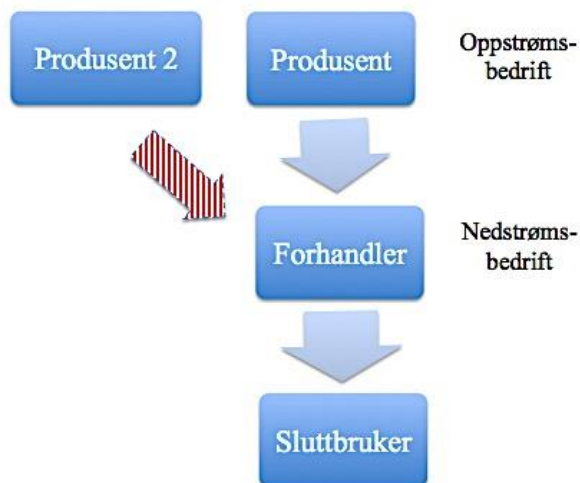 Produsent 2
Produsent
Oppstrøms-
bedrift
Forhandler
Nedstrøms-
bedrift
Sluttbruker